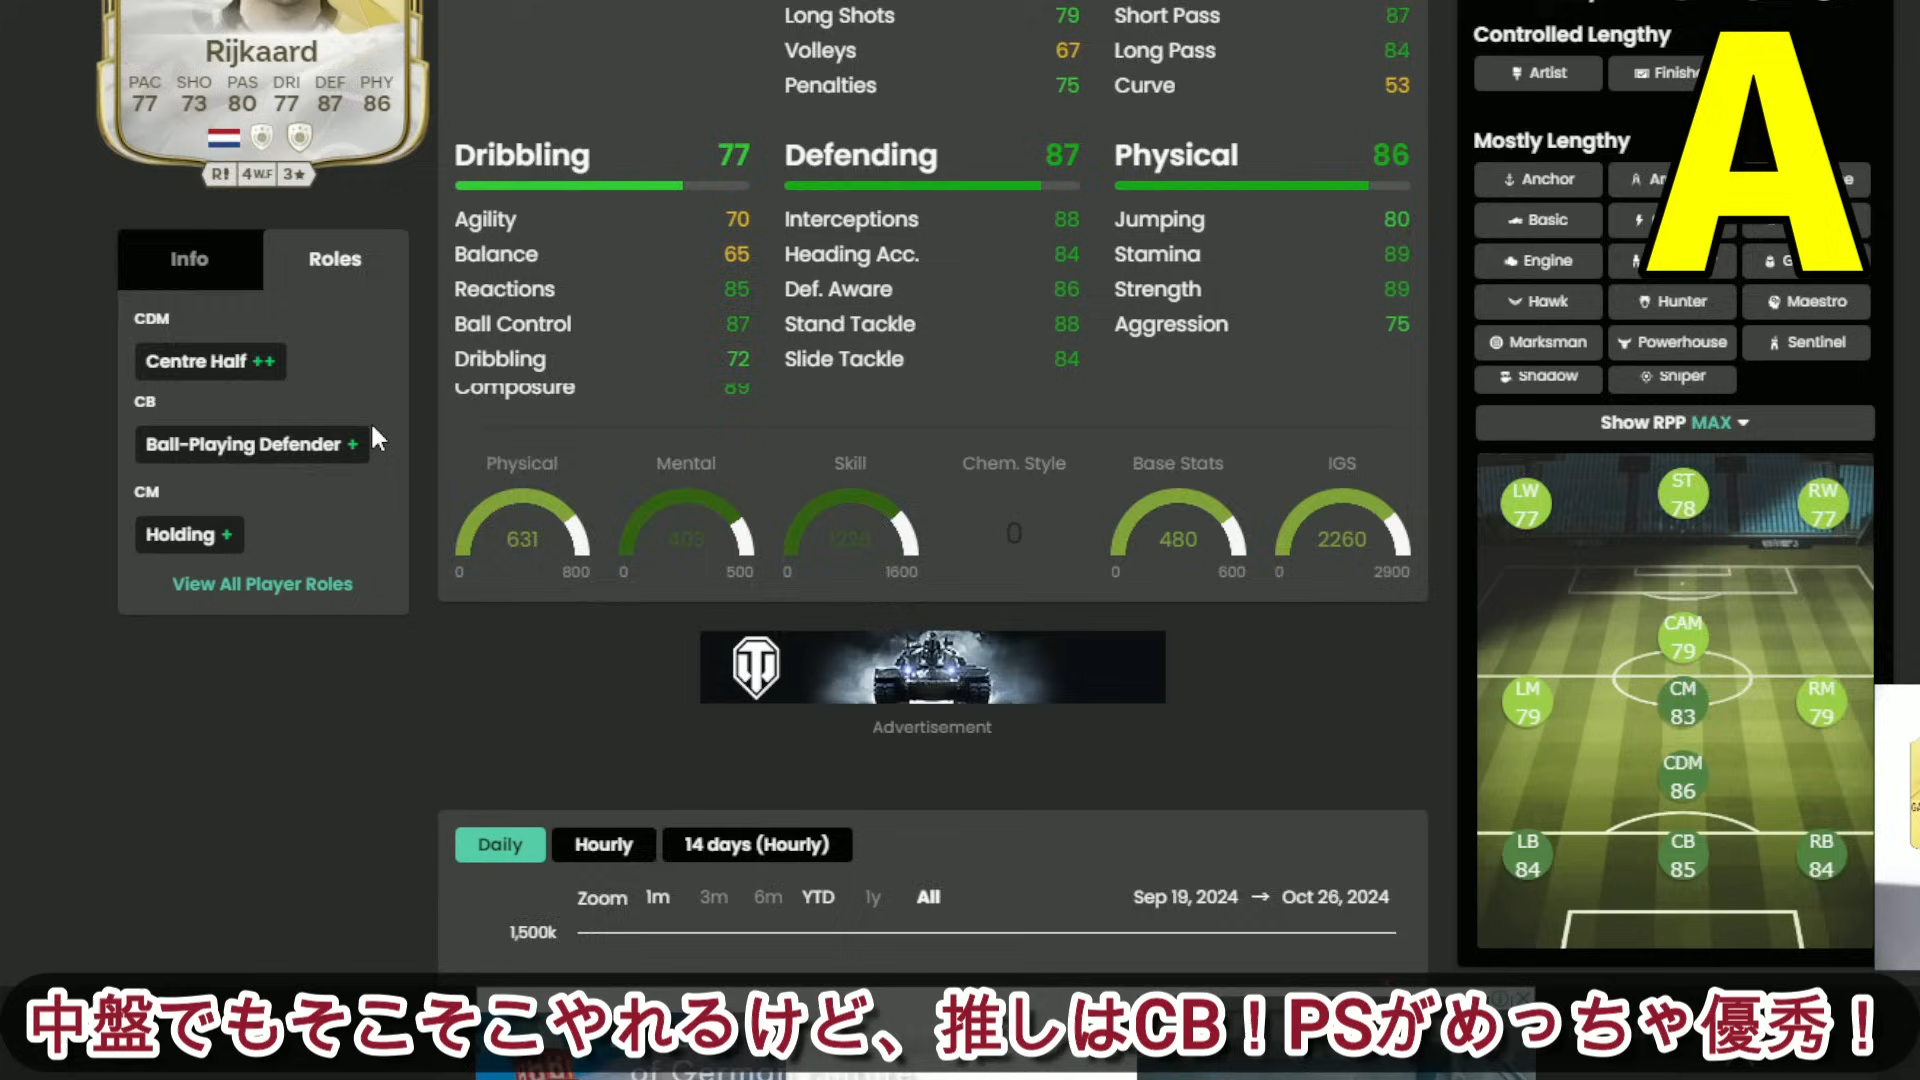 Rijkaard
PAC SHO PAS DRI DEF PHY
77 73 80 77 87 86
R! 4 W.F 3★
Info Roles
CDM
Centre Half ++
CB
Ball-Playing Defender +
CM
Holding +
View All Player Roles
Long Shots 79
Volleys 67
Penalties 75
Short Pass 87
Long Pass 84
Curve 53
Dribbling 77
Agility 70
Balance 65
Reactions 85
Ball Control 87
Dribbling 72
Composure 89
Defending 87
Interceptions 88
Heading Acc. 84
Def. Aware 86
Stand Tackle 88
Slide Tackle 84
Physical 86
Jumping 80
Stamina 89
Strength 89
Aggression 75
Physical Mental Skill Chem. Style Base Stats IGS
631 403 0 480 2260
0 800 0 500 0 1600 0 600 0 2900
Advertisement
Daily Hourly 14 days (Hourly)
Zoom 1m 3m 6m YTD 1y All
Sep 19, 2024 → Oct 26, 2024
1,500k
Controlled Lengthy
Artist
A
Mostly Lengthy
Anchor
Basic
Engine
Hawk Hunter Maestro
Marksman Powerhouse Sentinel
Shadow Sniper
Show RPP MAX
LW 77
ST 78
RW 77
CAM 79
LM 79
CM 83
RM 79
CDM 86
LB 84
CB 85
RB 84
中盤でもそこそこやれるけど、推しはCB！PSがめっちゃ優秀！
of German